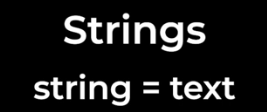 Strings
string = text